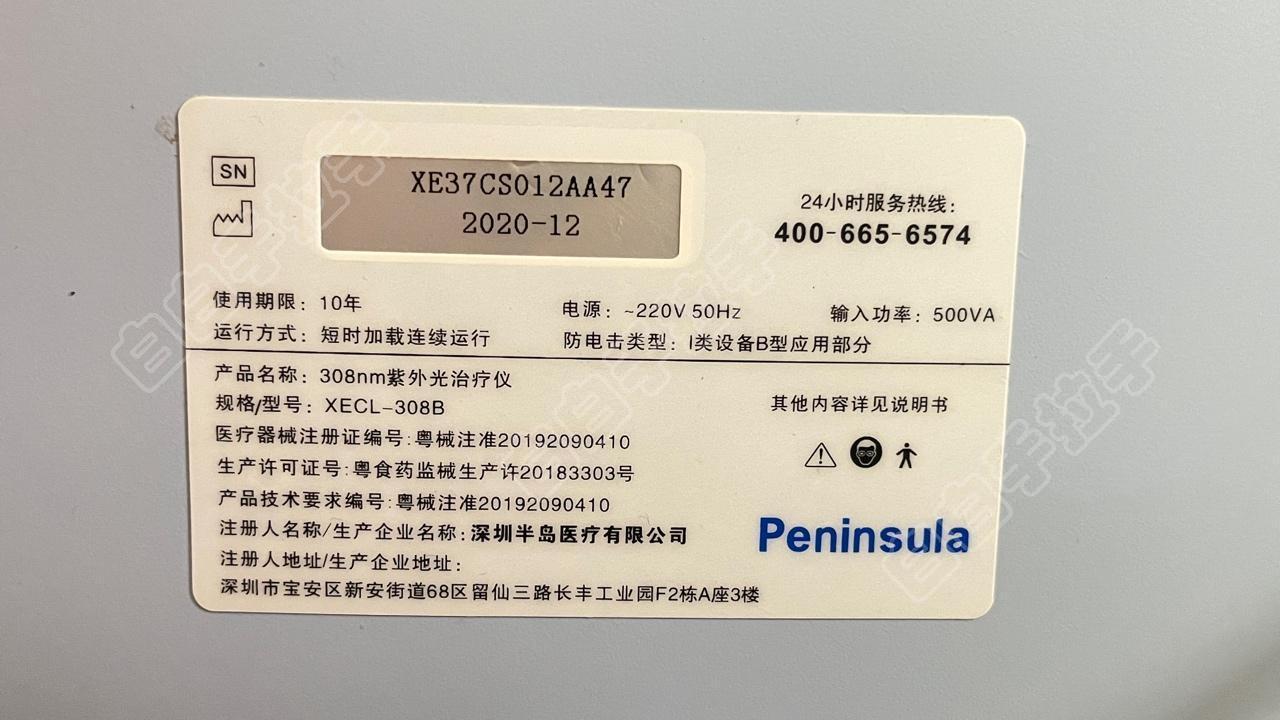 SN
XE37CS012AA47
2020-12
24小时服务热线：
400-665-6574
使用期限：10年
电源：~220V 50Hz
输入功率：500VA
运行方式：短时加载连续运行
防电击类型：I类设备B型应用部分
产品名称：308nm紫外光治疗仪
规格/型号：XECL-308B
其他内容详见说明书
医疗器械注册证编号:粤械注准20192090410
生产许可证号:粤食药监械生产许20183303号
产品技术要求编号:粤械注准20192090410
注册人名称/生产企业名称:深圳半岛医疗有限公司
Peninsula
注册人地址/生产企业地址：
深圳市宝安区新安街道68区留仙三路长丰工业园F2栋A座3楼